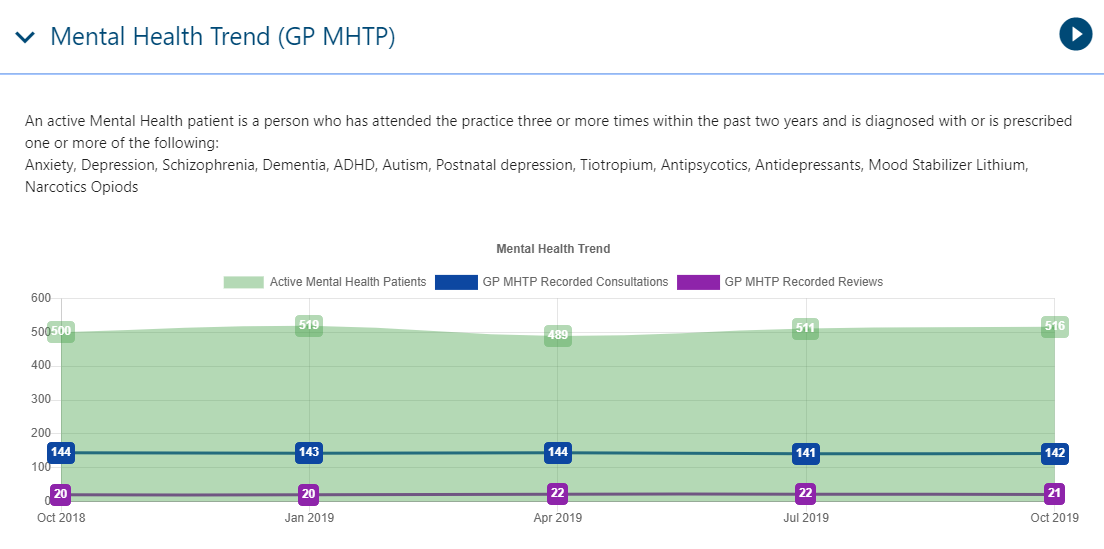 Mental Health Trend (GP MHTP)
An active Mental Health patient is a person who has attended the practice three or more times within the past two years and is diagnosed with or is prescribed
one or more of the following:
Anxiety, Depression, Schizophrenia, Dementia, ADHD, Autism, Postnatal depression, Tiotropium, Antipsycotics, Antidepressants, Mood Stabilizer Lithium,
Narcotics Opiods
Mental Health Trend
Active Mental Health Patients GP MHTP Recorded Consultations GP MHTP Recorded Reviews
600
500 500 519 489 511 516
400
300
200
144 143 144 141 142
100
20 20 22 22 21
0
Oct 2018 Jan 2019 Apr 2019 Jul 2019 Oct 2019